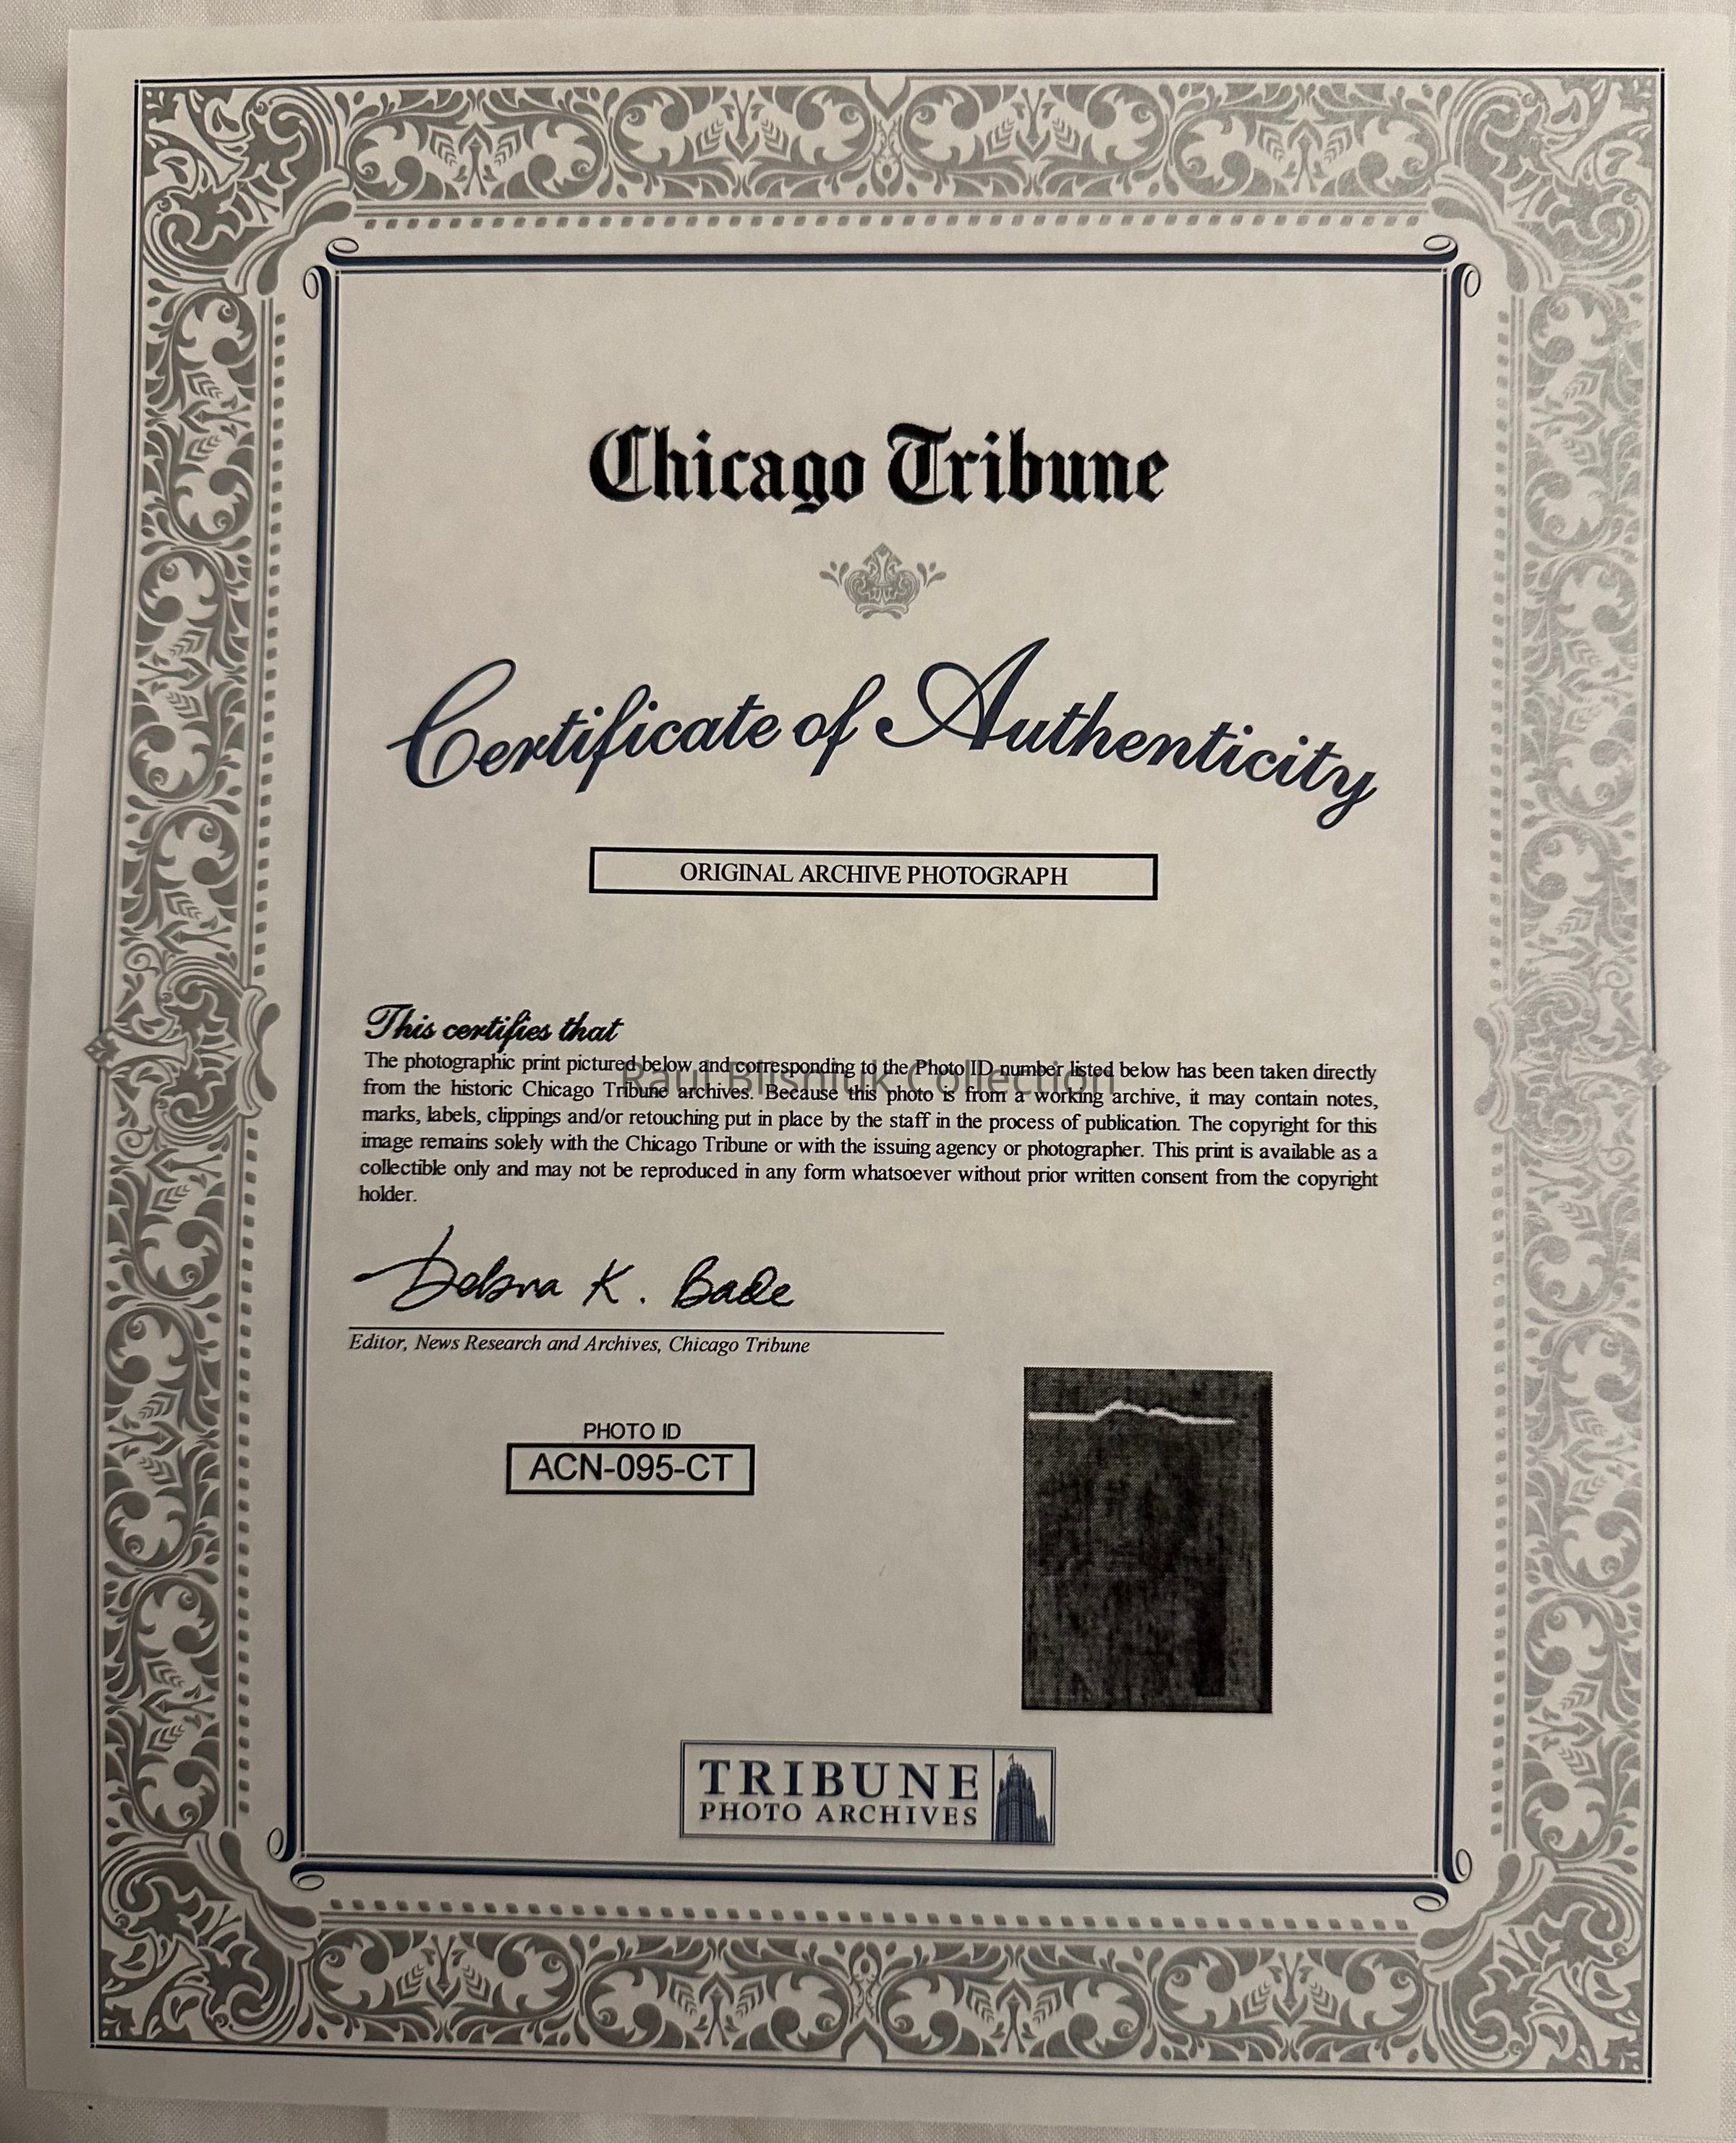 Chicago Tribune
Certificate of Authenticity
ORIGINAL ARCHIVE PHOTOGRAPH
This certifies that
The photographic print pictured below and corresponding to the Photo ID number listed below has been taken directly
Raul Blisniuk Collection
from the historic Chicago Tribune archives. Because this photo is from a working archive, it may contain notes,
marks, labels, clippings and/or retouching put in place by the staff in the process of publication. The copyright for this
image remains solely with the Chicago Tribune or with the issuing agency or photographer. This print is available as a
collectible only and may not be reproduced in any form whatsoever without prior written consent from the copyright
holder.
Debra K. Bade
Editor, News Research and Archives, Chicago Tribune
PHOTO ID
ACN-095-CT
TRIBUNE
PHOTO ARCHIVES